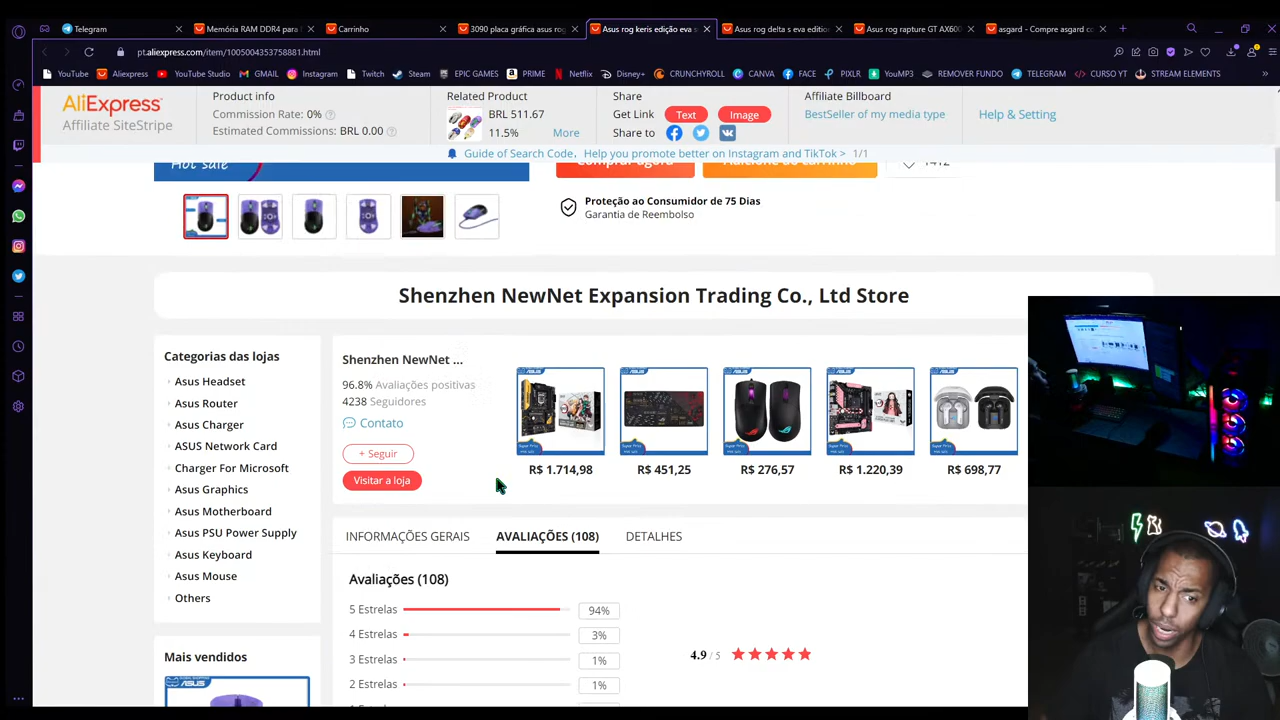 Telegram
Memória RAM DDR4 para
Carrinho
3090 placa gráfica asus rog
Asus rog keris edição eva s
Asus rog delta s eva edition
Asus rog rapture GT AX600
asgard - Compre asgard co
pt.aliexpress.com/item/1005004353758881.html
YouTube
Aliexpress
YouTube Studio
GMAIL
Instagram
Twitch
Steam
EPIC GAMES
PRIME
Netflix
Disney+
CRUNCHYROLL
CANVA
FACE
PIXLR
YouMP3
REMOVER FUNDO
TELEGRAM
CURSO YT
STREAM ELEMENTS
AliExpress
Affiliate SiteStripe
Product info
Commission Rate: 0%
Estimated Commissions: BRL 0.00
Related Product
BRL 511.67
11.5% More
Share
Get Link Text Image
Share to
Affiliate Billboard
BestSeller of my media type
Help & Setting
Guide of Search Code, Help you promote better on Instagram and TikTok > 1/1
Hot sale
Comprar agora
Adicione ao carrinho
1412
Proteção ao Consumidor de 75 Dias
Garantia de Reembolso
Shenzhen NewNet Expansion Trading Co., Ltd Store
Categorias das lojas
Asus Headset
Asus Router
Asus Charger
ASUS Network Card
Charger For Microsoft
Asus Graphics
Asus Motherboard
Asus PSU Power Supply
Asus Keyboard
Asus Mouse
Others
Mais vendidos
Shenzhen NewNet ...
96.8% Avaliações positivas
4238 Seguidores
Contato
+ Seguir
Visitar a loja
R$ 1.714,98
R$ 451,25
R$ 276,57
R$ 1.220,39
R$ 698,77
INFORMAÇÕES GERAIS
AVALIAÇÕES (108)
DETALHES
Avaliações (108)
5 Estrelas 94%
4 Estrelas 3%
3 Estrelas 1%
2 Estrelas 1%
4.9 / 5